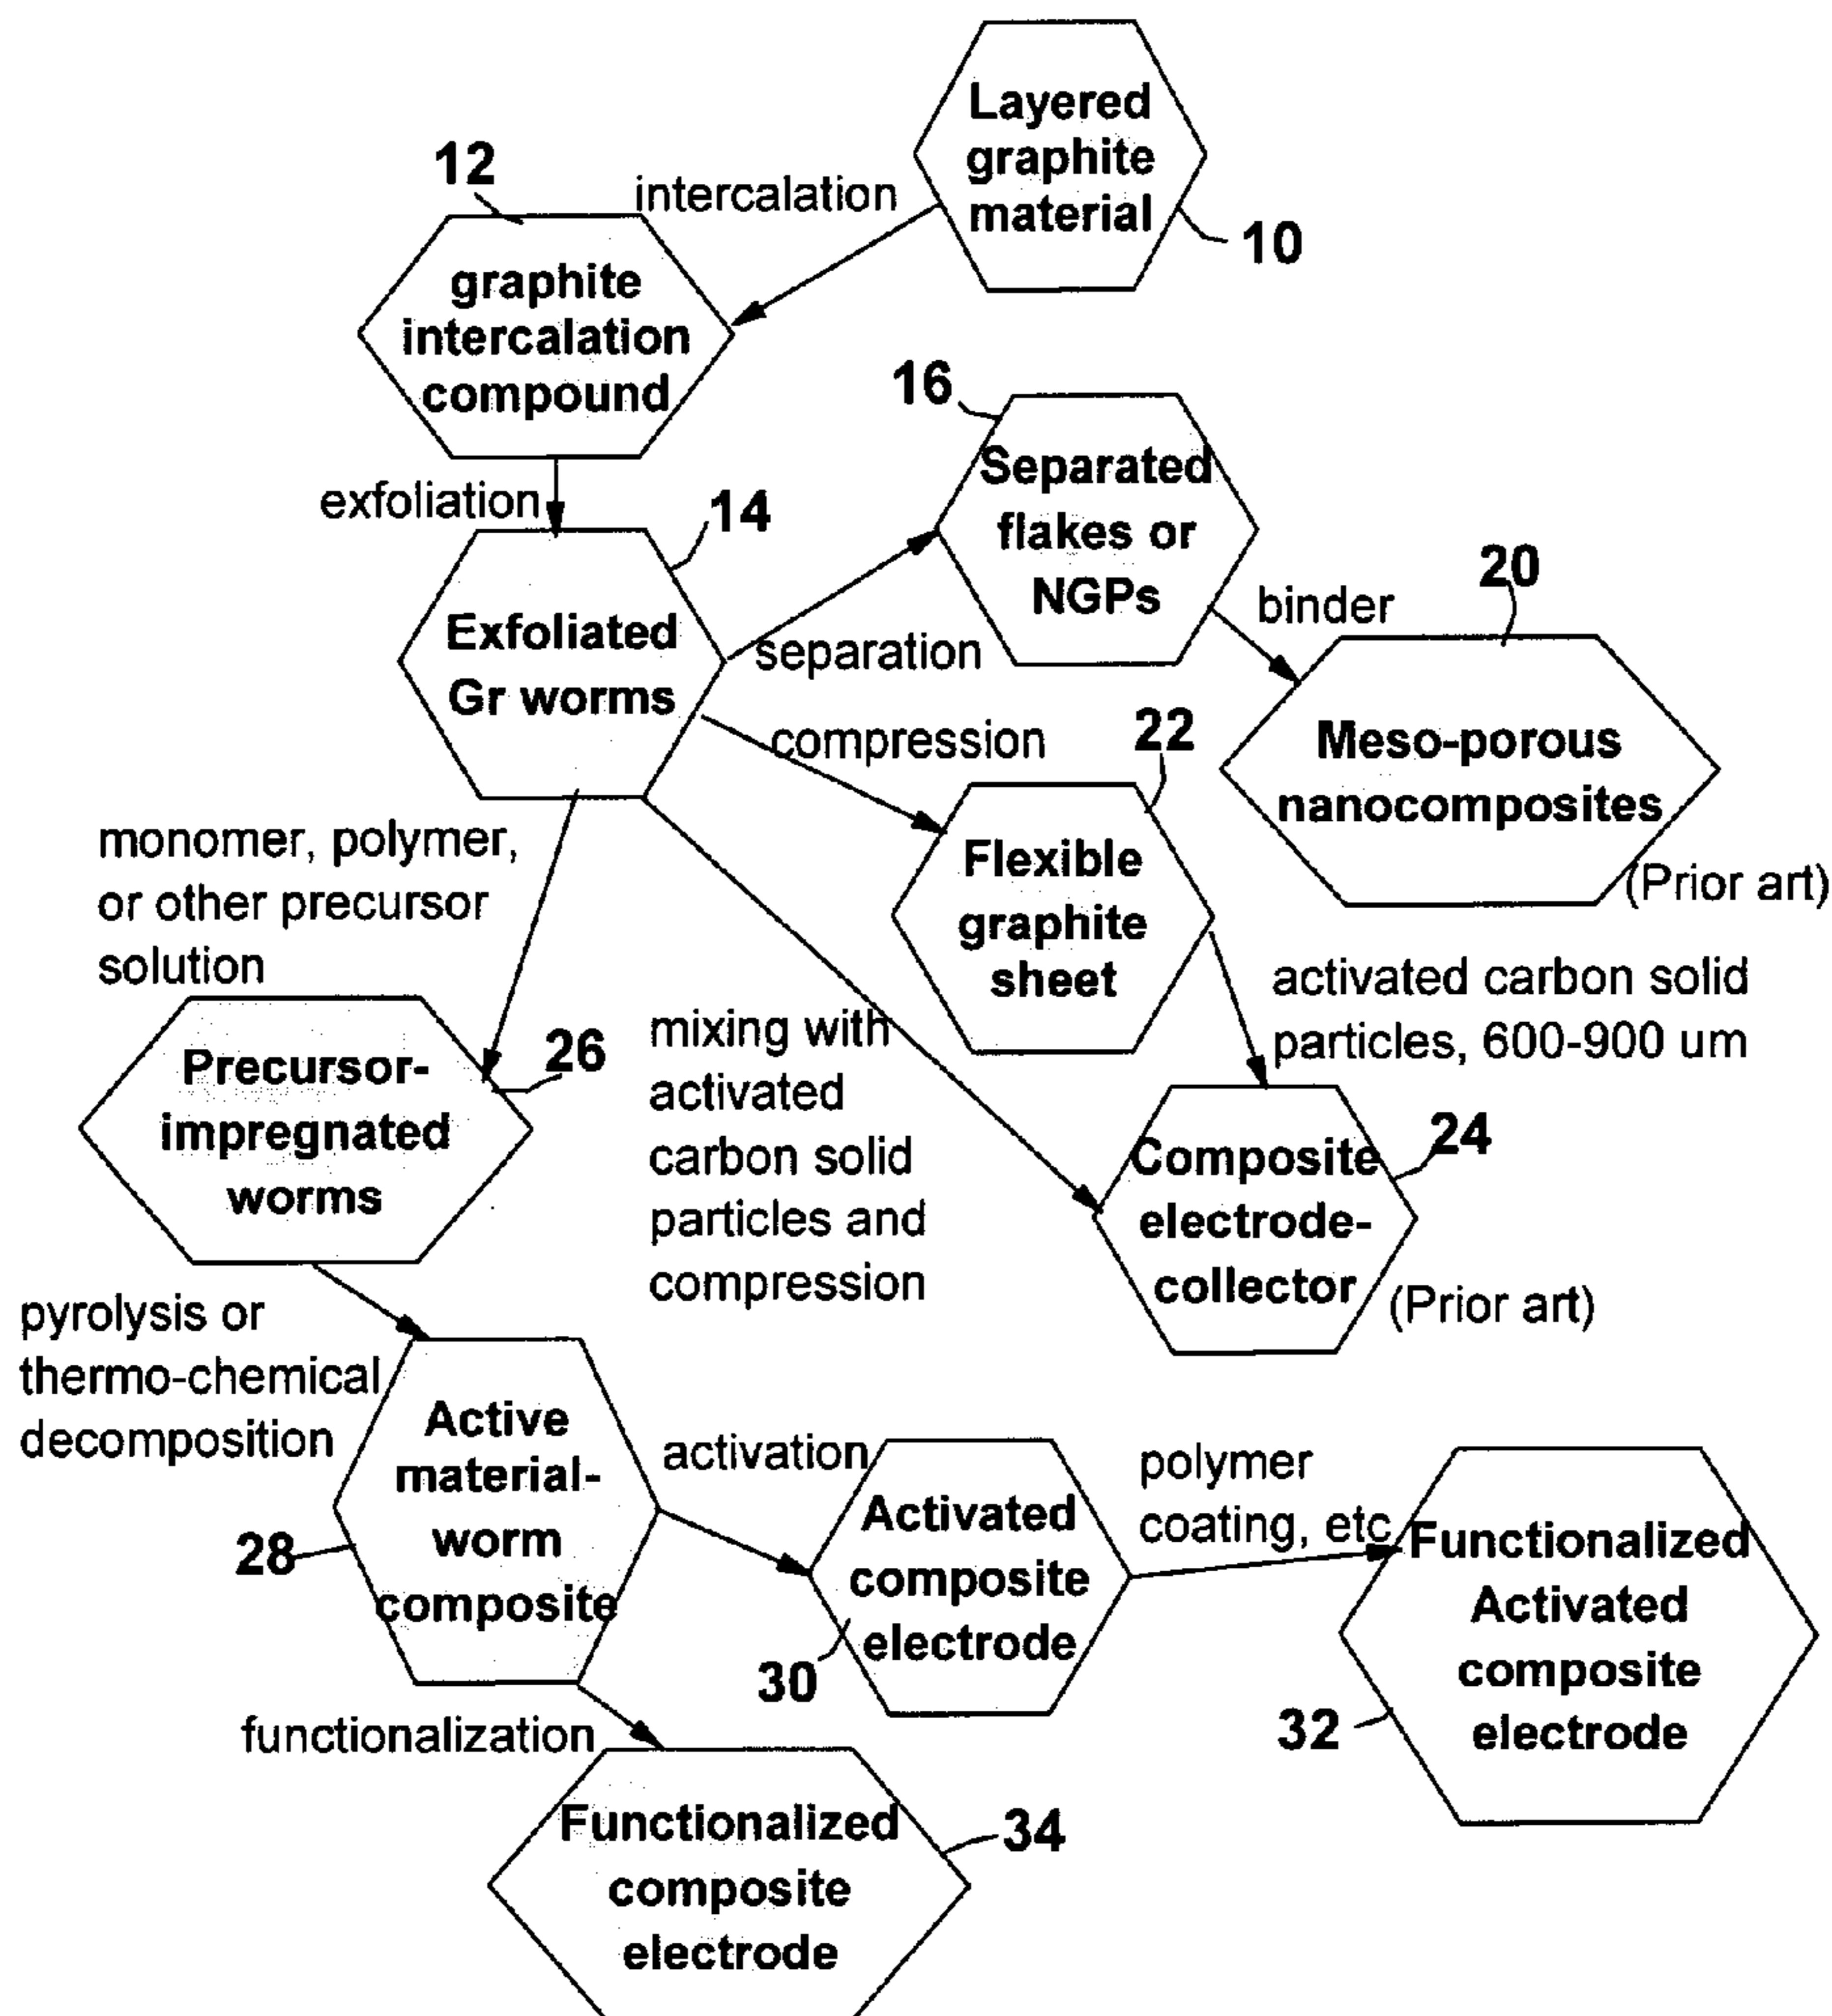 Layered
graphite
material
10
12
intercalation
graphite
intercalation
compound
exfoliation
14
Exfoliated
Gr worms
16
Separated
flakes or
NGPs
separation
binder
20
Meso-porous
nanocomposites
(Prior art)
compression
22
Flexible
graphite
sheet
activated carbon solid
particles, 600-900 um
monomer, polymer,
or other precursor
solution
26
Precursor-
impregnated
worms
mixing with
activated
carbon solid
particles and
compression
24
Composite
electrode-
collector
(Prior art)
pyrolysis or
thermo-chemical
decomposition
Active
material-
worm
composite
28
activation
Activated
composite
electrode
30
polymer
coating, etc
Functionalized
Activated
composite
electrode
32
functionalization
Functionalized
composite
electrode
34